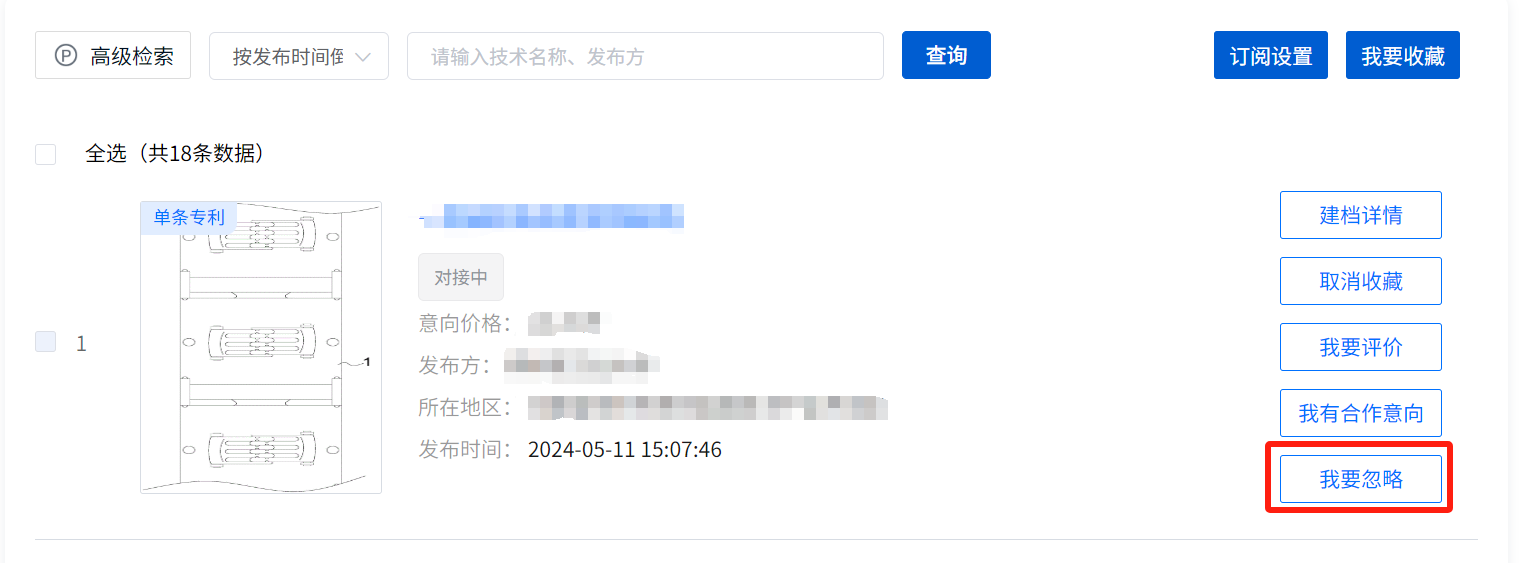 高级检索 按发布时间倒 请输入技术名称、发布方 查询 订阅设置 我要收藏
全选（共18条数据）
单条专利
建档详情
对接中
取消收藏
意向价格：
1
1
发布方：
我要评价
所在地区：
我有合作意向
发布时间： 2024-05-11 15:07:46
我要忽略